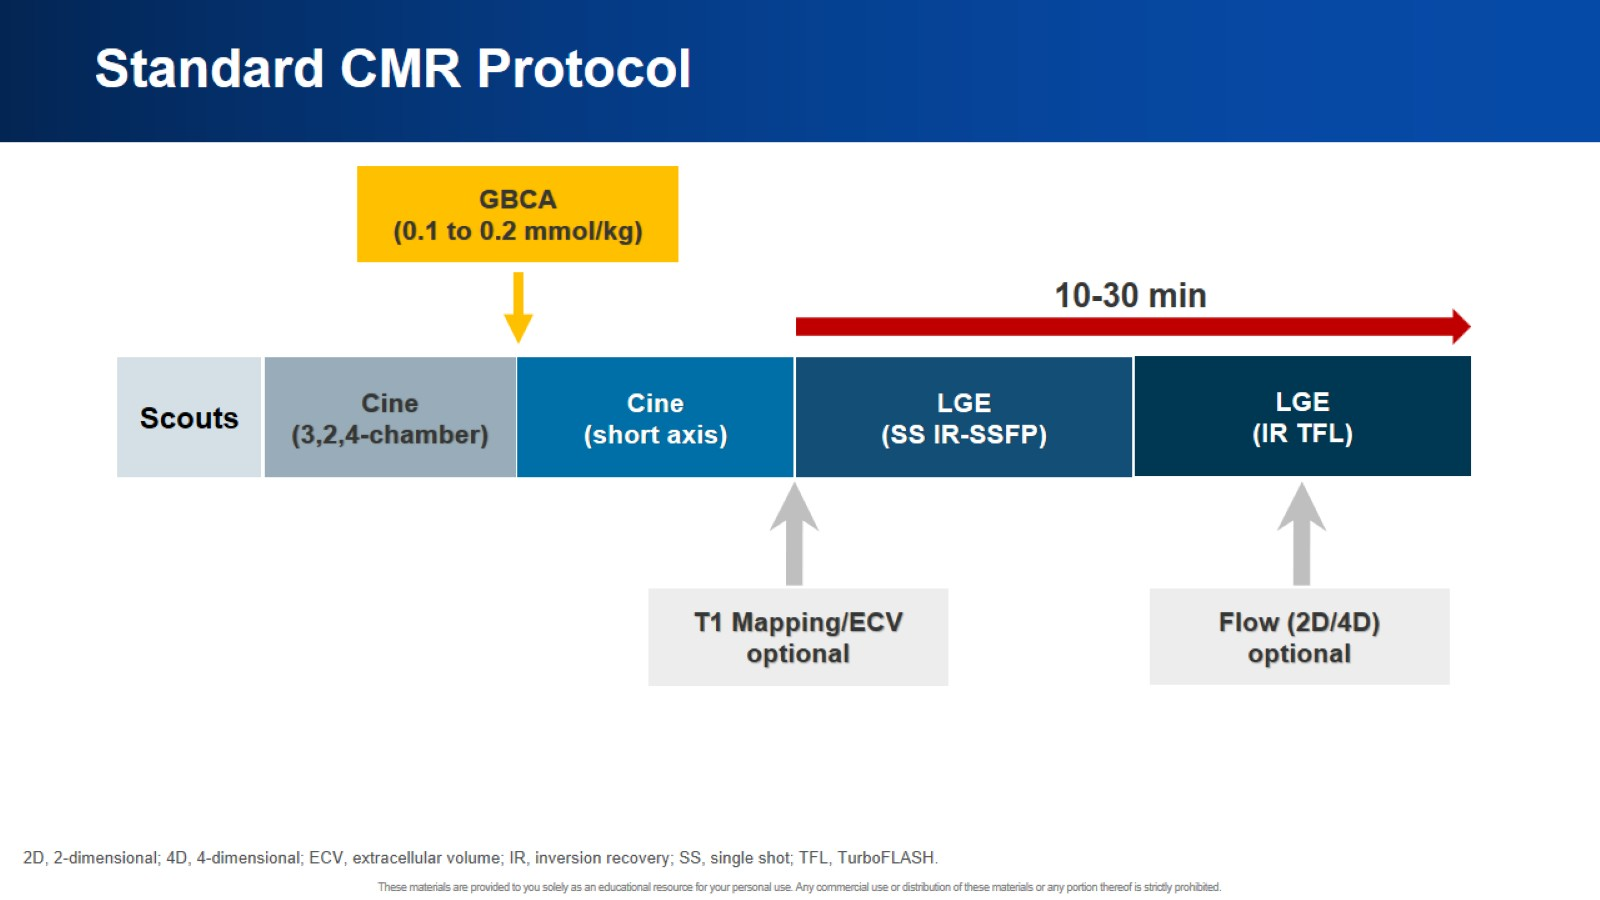 Standard CMR Protocol
GBCA
(0.1 to 0.2 mmol/kg)
10-30 min
Scouts
Cine
(3,2,4-chamber)
Cine
(short axis)
LGE
(SS IR-SSFP)
LGE
(IR TFL)
T1 Mapping/ECV
optional
Flow (2D/4D)
optional
2D, 2-dimensional; 4D, 4-dimensional; ECV, extracellular volume; IR, inversion recovery; SS, single shot; TFL, TurboFLASH.
These materials are provided to you solely as an educational resource for your personal use. Any commercial use or distribution of these materials or any portion thereof is strictly prohibited.